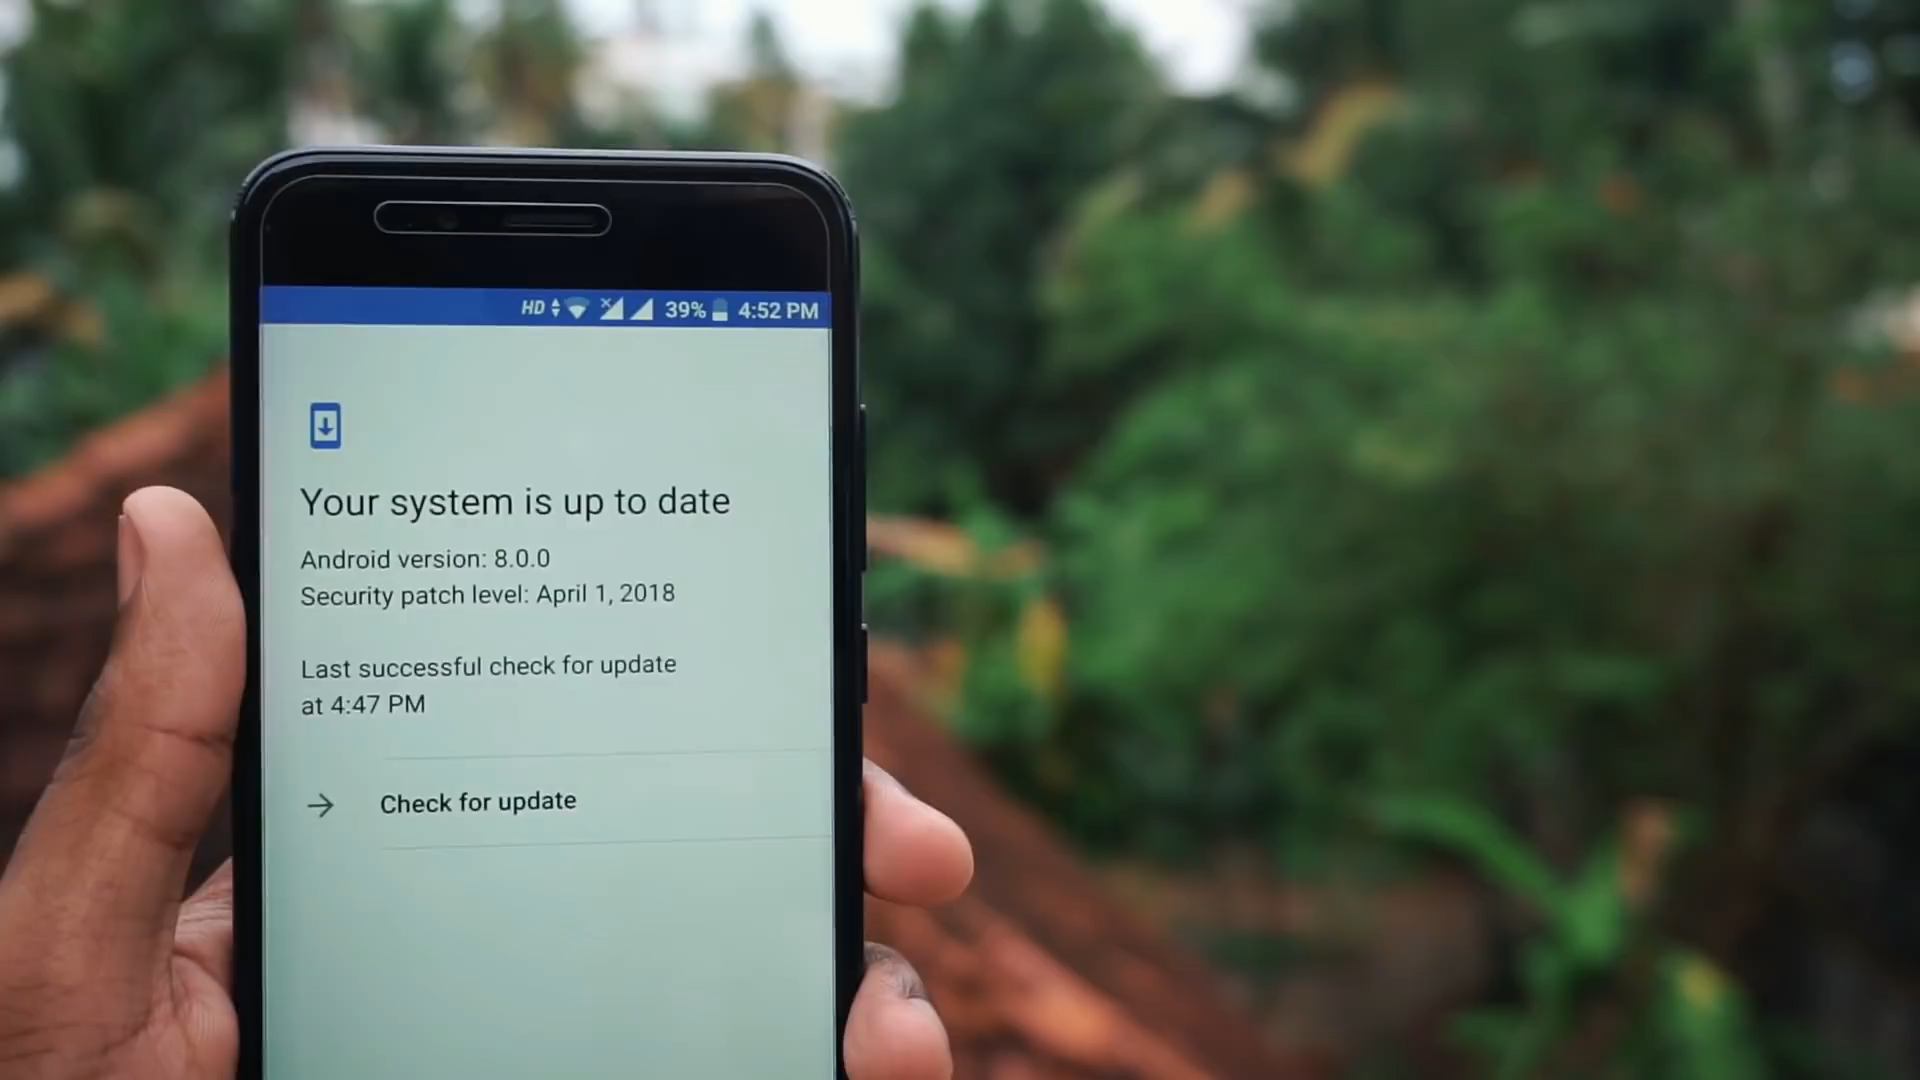 HD 39% 4:52 PM
Your system is up to date
Android version: 8.0.0
Security patch level: April 1, 2018
Last successful check for update
at 4:47 PM
Check for update